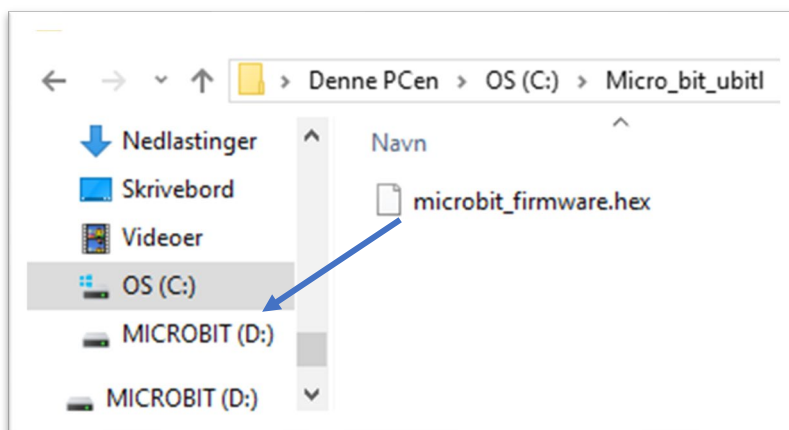 Denne PCen > OS (C:) > Micro_bit_ubitl
Nedlastinger
Skrivebord
Videoer
OS (C:)
MICROBIT (D:)
MICROBIT (D:)
Navn
microbit_firmware.hex